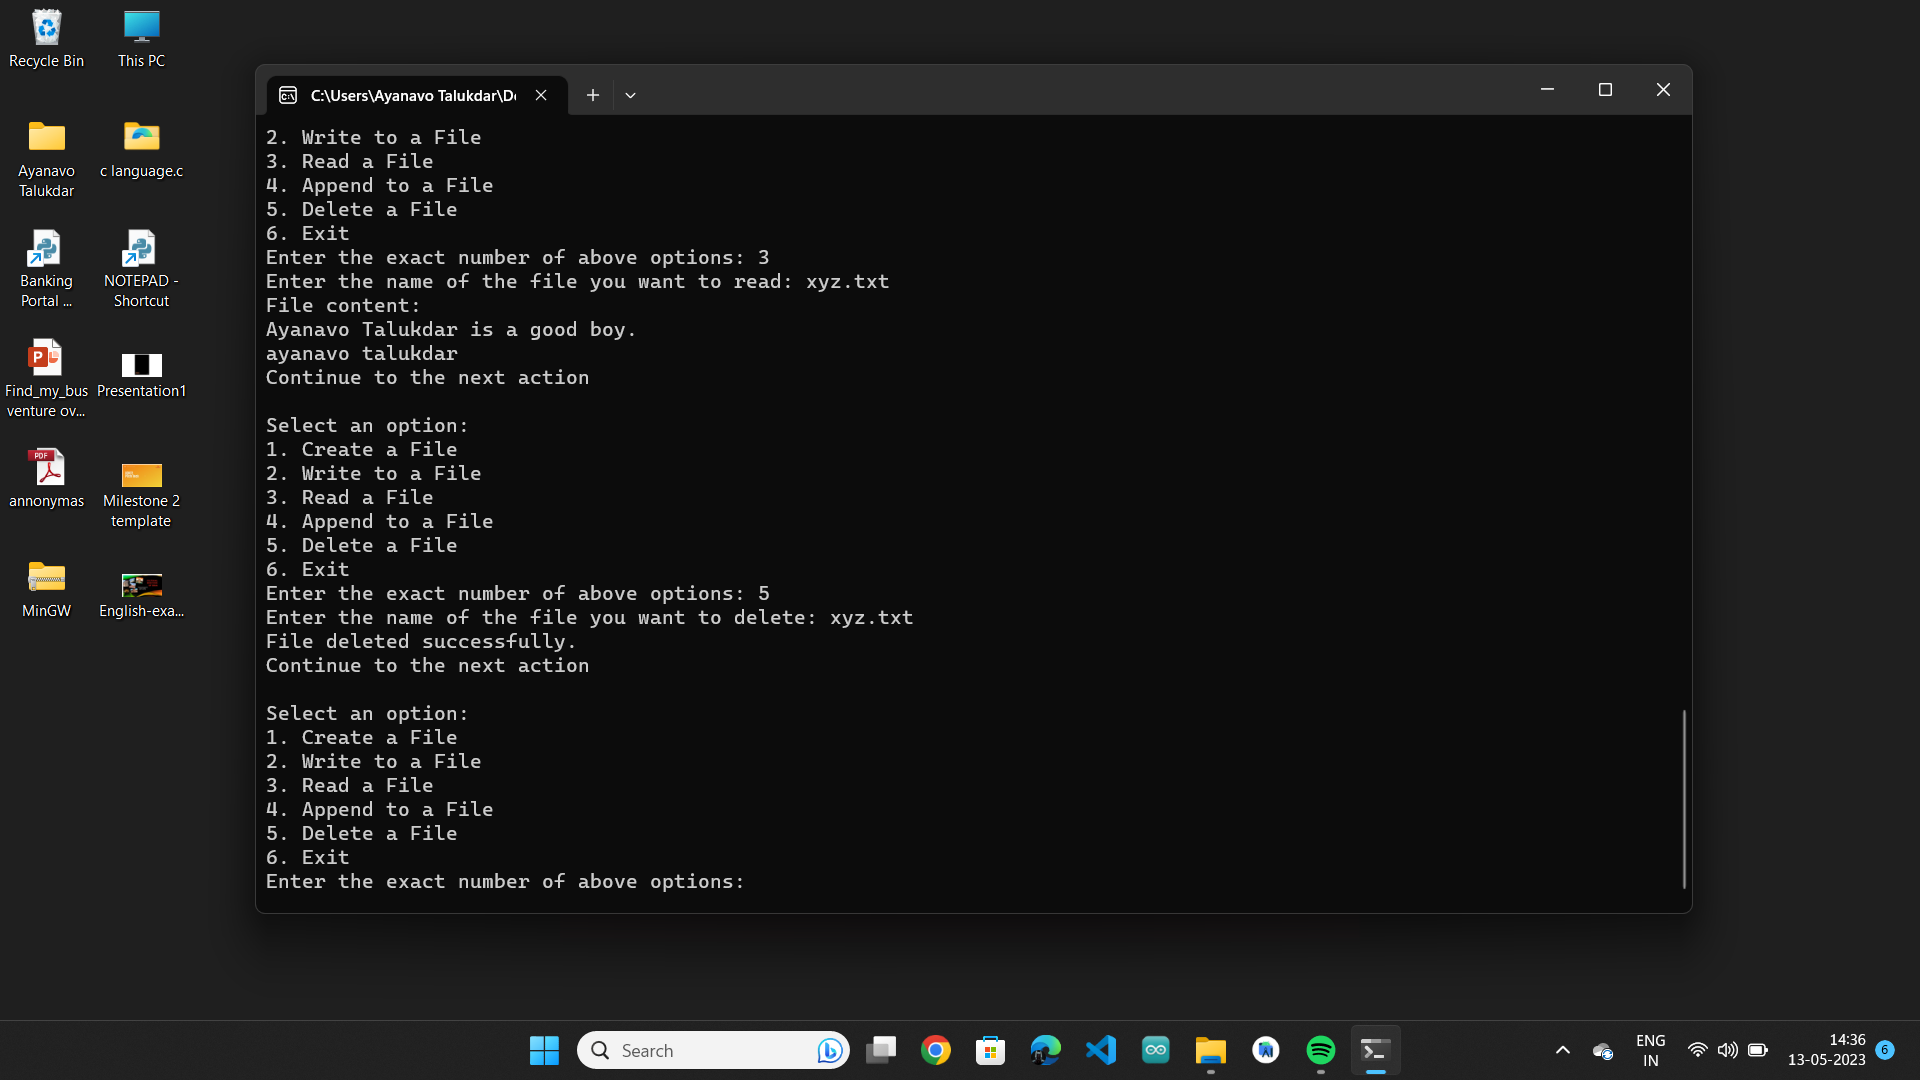 Recycle Bin
This PC
Ayanavo
Talukdar
c language.c
Banking
Portal ...
NOTEPAD -
Shortcut
Find_my_bus
venture ov...
Presentation1
annonymas
Milestone 2
template
MinGW
English-exa...
C:\Users\Ayanavo Talukdar\De
2. Write to a File
3. Read a File
4. Append to a File
5. Delete a File
6. Exit
Enter the exact number of above options: 3
Enter the name of the file you want to read: xyz.txt
File content:
Ayanavo Talukdar is a good boy.
ayanavo talukdar
Continue to the next action
Select an option:
1. Create a File
2. Write to a File
3. Read a File
4. Append to a File
5. Delete a File
6. Exit
Enter the exact number of above options: 5
Enter the name of the file you want to delete: xyz.txt
File deleted successfully.
Continue to the next action
Select an option:
1. Create a File
2. Write to a File
3. Read a File
4. Append to a File
5. Delete a File
6. Exit
Enter the exact number of above options:
Search
ENG
IN
14:36
13-05-2023
6